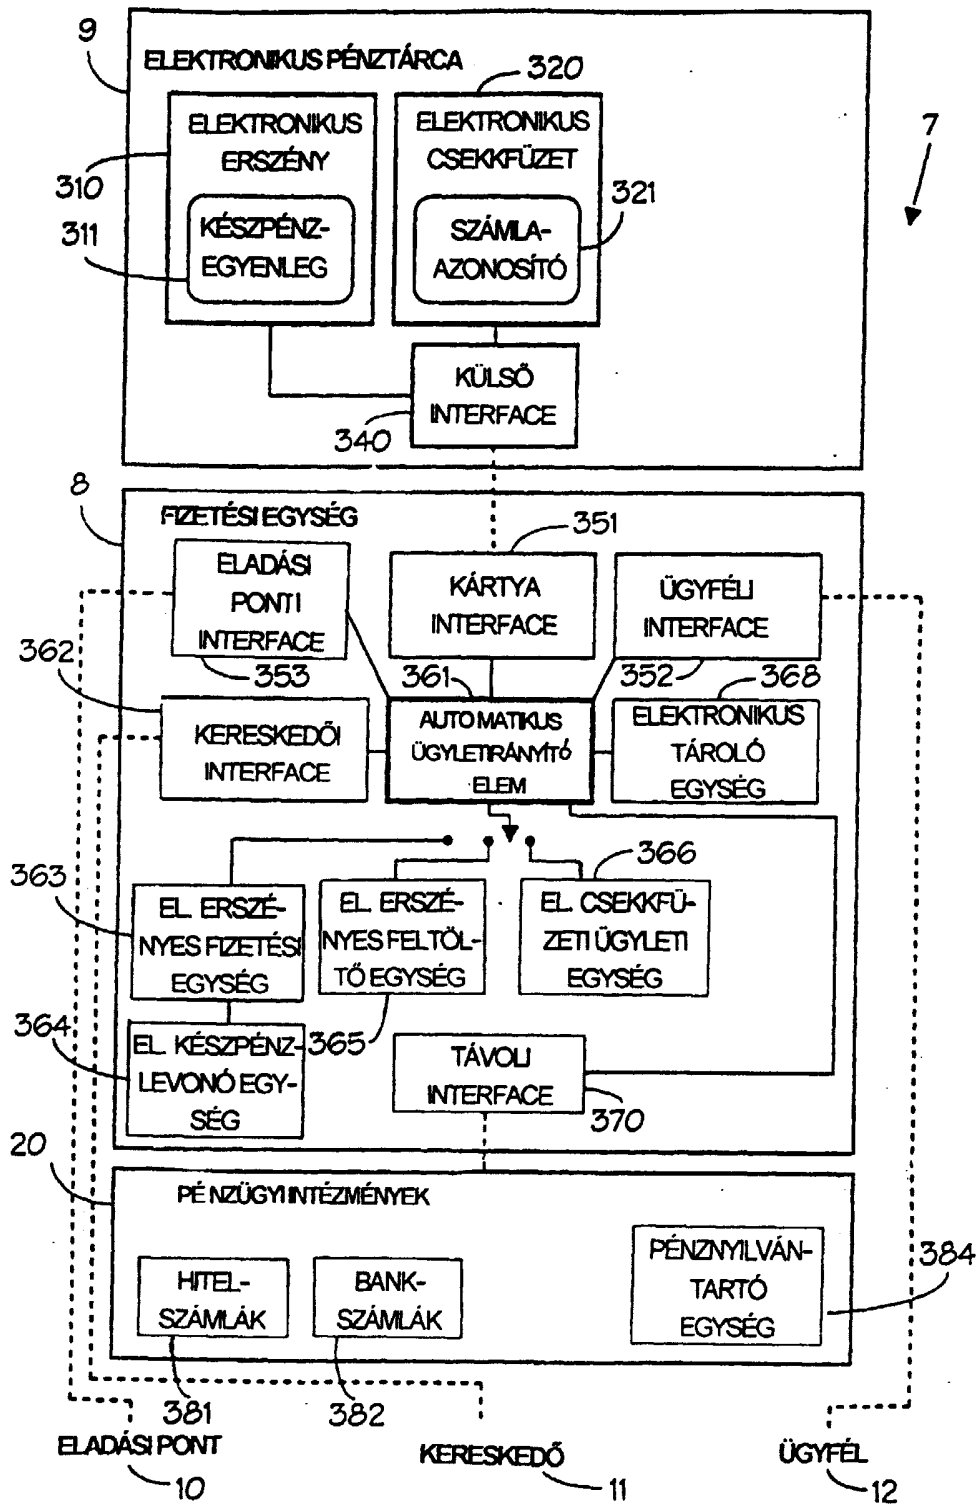 9
ELEKTRONIKUS PÉNZTÁRCA
320
ELEKTRONIKUS
ERSZÉNY
310
KÉSZPÉNZ-
EGYENLEG
311
ELEKTRONIKUS
CSEKKFÜZET
321
SZÁMLA-
AZONOSÍTÓ
7
KÜLSŐ
INTERFACE
340
8
FIZETÉSI EGYSÉG
351
ELADÁSI
PONTI
INTERFACE
353
KÁRTYA
INTERFACE
ÜGYFÉLI
INTERFACE
352
362
361
368
KERESKEDŐI
INTERFACE
AUTOMATIKUS
ÜGYLETIRÁNYÍTÓ
ELEM
ELEKTRONIKUS
TÁROLÓ
EGYSÉG
363
366
EL. ERSZÉ-
NYES FIZETÉSI
EGYSÉG
EL. ERSZÉ-
NYES FELTÖL-
TŐ EGYSÉG
EL. CSEKKFÜ-
ZETI ÜGYLETI
EGYSÉG
364
365
EL. KÉSZPÉNZ-
LEVONÓ EGY-
SÉG
TÁVOLI
INTERFACE
370
20
PÉNZÜGYI INTÉZMÉNYEK
HITEL-
SZÁMLÁK
BANK-
SZÁMLÁK
PÉNZNYILVÁN-
TARTÓ
EGYSÉG
384
381
382
ELADÁSI PONT
10
KERESKEDŐ
11
ÜGYFÉL
12